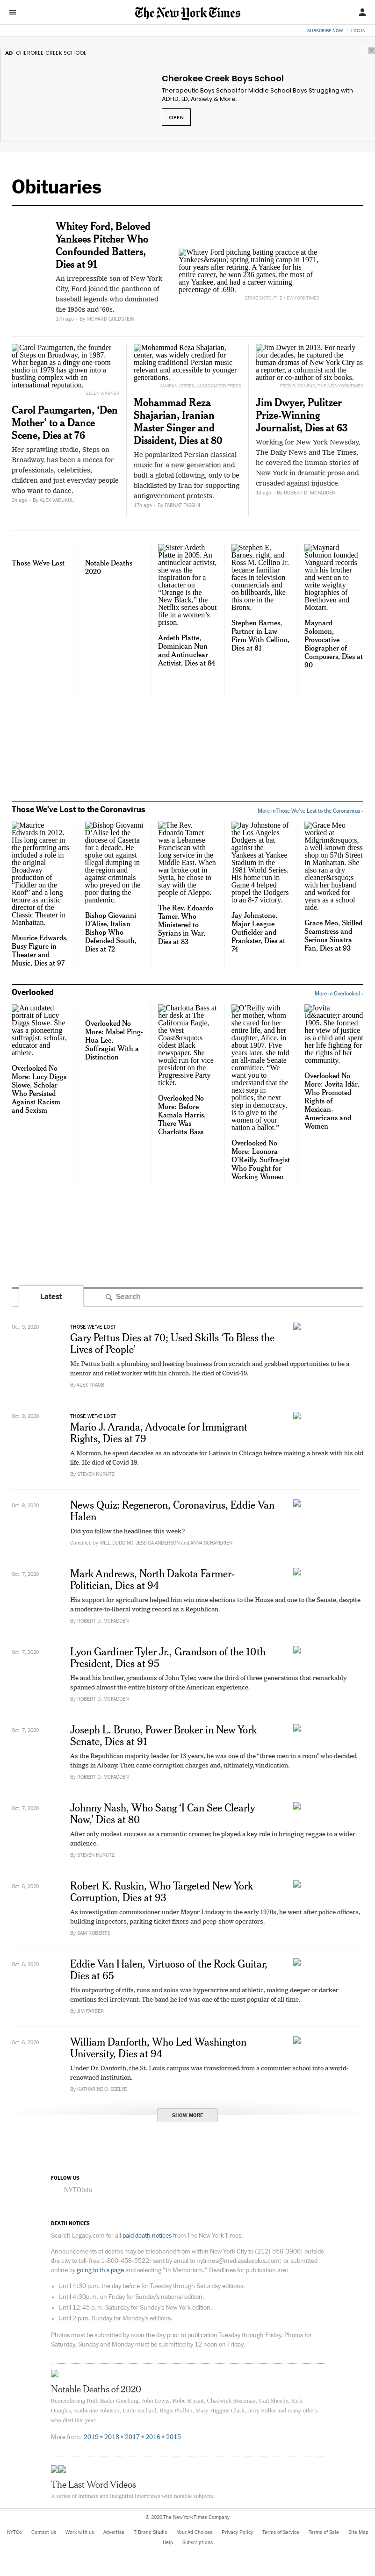 The New York Times
SUBSCRIBE NOW | LOG IN
AD CHEROKEE CREEK SCHOOL
Cherokee Creek Boys School
Therapeutic Boys School for Middle School Boys Struggling with
ADHD, LD, Anxiety & More.
OPEN
Obituaries
Whitey Ford, Beloved
Yankees Pitcher Who
Confounded Batters,
Dies at 91
An irrepressible son of New York
City, Ford joined the pantheon of
baseball legends who dominated
the 1950s and '60s.
17h ago – By RICHARD GOLDSTEIN
Whitey Ford pitching batting practice at the
Yankees&rsquo; spring training camp in 1971,
four years after retiring. A Yankee for his
entire career, he won 236 games, the most of
any Yankee, and had a career winning
percentage of .690.
ERNIE SISTO/THE NEW YORK TIMES
Carol Paumgarten, the founder
of Steps on Broadway, in 1987.
What began as a dingy one-room
studio in 1979 has grown into a
bustling complex with an
international reputation.
ELLEN WARNER
Carol Paumgarten, ‘Den
Mother’ to a Dance
Scene, Dies at 76
Her sprawling studio, Steps on
Broadway, has been a mecca for
professionals, celebrities,
children and just everyday people
who want to dance.
2h ago – By ALEX VADUKUL
Mohammad Reza Shajarian,
center, was widely credited for
making traditional Persian music
relevant and accessible to younger
generations.
KAMRAN JEBREILI/ASSOCIATED PRESS
Mohammad Reza
Shajarian, Iranian
Master Singer and
Dissident, Dies at 80
He popularized Persian classical
music for a new generation and
built a global following, only to be
blacklisted by Iran for supporting
antigovernment protests.
17h ago – By FARNAZ FASSIHI
Jim Dwyer in 2013. For nearly
four decades, he captured the
human dramas of New York City as
a reporter, a columnist and the
author or co-author of six books.
FRED R. CONRAD, THE NEW YORK TIMES
Jim Dwyer, Pulitzer
Prize-Winning
Journalist, Dies at 63
Working for New York Newsday,
The Daily News and The Times,
he covered the human stories of
New York in dramatic prose and
crusaded against injustice.
1d ago – By ROBERT D. MCFADDEN
Those We've Lost
Notable Deaths
2020
Sister Ardeth
Platte in 2005. An
antinuclear activist,
she was the
inspiration for a
character on
“Orange Is the
New Black,” the
Netflix series about
life in a women’s
prison.
Ardeth Platte,
Dominican Nun
and Antinuclear
Activist, Dies at 84
Stephen E.
Barnes, right, and
Ross M. Cellino Jr.
became familiar
faces in television
commercials and
on billboards, like
this one in the
Bronx.
Stephen Barnes,
Partner in Law
Firm With Cellino,
Dies at 61
Maynard
Solomon founded
Vanguard records
with his brother
and went on to
write weighty
biographies of
Beethoven and
Mozart.
Maynard
Solomon,
Provocative
Biographer of
Composers, Dies at
90
Those We’ve Lost to the Coronavirus
More in Those We’ve Lost to the Coronavirus ›
Maurice
Edwards in 2012.
His long career in
the performing arts
included a role in
the original
Broadway
production of
“Fiddler on the
Roof” and a long
tenure as artistic
director of the
Classic Theater in
Manhattan.
Maurice Edwards,
Busy Figure in
Theater and
Music, Dies at 97
Bishop Giovanni
D’Alise led the
diocese of Caserta
for a decade. He
spoke out against
illegal dumping in
the region and
against criminals
who preyed on the
poor during the
pandemic.
Bishop Giovanni
D’Alise, Italian
Bishop Who
Defended South,
Dies at 72
The Rev.
Edoardo Tamer
was a Lebanese
Franciscan with
long service in the
Middle East. When
war broke out in
Syria, he chose to
stay with the
people of Aleppo.
The Rev. Edoardo
Tamer, Who
Ministered to
Syrians in War,
Dies at 83
Jay Johnstone of
the Los Angeles
Dodgers at bat
against the
Yankees at Yankee
Stadium in the
1981 World Series.
His home run in
Game 4 helped
propel the Dodgers
to an 8-7 victory.
Jay Johnstone,
Major League
Outfielder and
Prankster, Dies at
74
Grace Meo
worked at
Milgrim&rsquo;s,
a well-known dress
shop on 57th Street
in Manhattan. She
also ran a dry
cleaner&rsquo;s
with her husband
and worked for
years as a school
aide.
Grace Meo, Skilled
Seamstress and
Serious Sinatra
Fan, Dies at 93
Overlooked
More in Overlooked ›
An undated
portrait of Lucy
Diggs Slowe. She
was a pioneering
suffragist, scholar,
educator and
athlete.
Overlooked No
More: Lucy Diggs
Slowe, Scholar
Who Persisted
Against Racism
and Sexism
Overlooked No
More: Mabel Ping-
Hua Lee,
Suffragist With a
Distinction
Charlotta Bass at
her desk at The
California Eagle,
the West
Coast&rsquo;s
oldest Black
newspaper. She
would run for vice
president on the
Progressive Party
ticket.
Overlooked No
More: Before
Kamala Harris,
There Was
Charlotta Bass
O’Reilly with
her mother, whom
she cared for her
entire life, and her
daughter, Alice, in
about 1907. Five
years later, she told
an all-male Senate
committee, “We
want you to
understand that the
next step in
politics, the next
step in democracy,
is to give to the
women of your
nation a ballot.”
Overlooked No
More: Leonora
O’Reilly, Suffragist
Who Fought for
Working Women
Jovita
Id&aacute;r around
1905. She formed
her view of justice
as a child and spent
her life fighting for
the rights of her
community.
Overlooked No
More: Jovita Idár,
Who Promoted
Rights of
Mexican-
Americans and
Women
Latest
Search
Oct. 9, 2020
THOSE WE’VE LOST
Gary Pettus Dies at 70; Used Skills ‘To Bless the
Lives of People’
Mr. Pettus built a plumbing and heating business from scratch and grabbed opportunities to be a
mentor and relief worker with his church. He died of Covid-19.
By ALEX TRAUB
Oct. 9, 2020
THOSE WE’VE LOST
Mario J. Aranda, Advocate for Immigrant
Rights, Dies at 79
A Mormon, he spent decades as an advocate for Latinos in Chicago before making a break with his old
life. He died of Covid-19.
By STEVEN KURUTZ
Oct. 9, 2020
News Quiz: Regeneron, Coronavirus, Eddie Van
Halen
Did you follow the headlines this week?
Compiled by WILL DUDDING, JESSICA ANDERSON and ANNA SCHAVERIEN
Oct. 7, 2020
Mark Andrews, North Dakota Farmer-
Politician, Dies at 94
His support for agriculture helped him win nine elections to the House and one to the Senate, despite
a moderate-to-liberal voting record as a Republican.
By ROBERT D. MCFADDEN
Oct. 7, 2020
Lyon Gardiner Tyler Jr., Grandson of the 10th
President, Dies at 95
He and his brother, grandsons of John Tyler, were the third of three generations that remarkably
spanned almost the entire history of the American experience.
By ROBERT D. MCFADDEN
Oct. 7, 2020
Joseph L. Bruno, Power Broker in New York
Senate, Dies at 91
As the Republican majority leader for 13 years, he was one of the “three men in a room” who decided
things in Albany. Then came corruption charges and, ultimately, vindication.
By ROBERT D. MCFADDEN
Oct. 7, 2020
Johnny Nash, Who Sang ‘I Can See Clearly
Now,’ Dies at 80
After only modest success as a romantic crooner, he played a key role in bringing reggae to a wider
audience.
By STEVEN KURUTZ
Oct. 6, 2020
Robert K. Ruskin, Who Targeted New York
Corruption, Dies at 93
As investigation commissioner under Mayor Lindsay in the early 1970s, he went after police officers,
building inspectors, parking ticket fixers and peep-show operators.
By SAM ROBERTS
Oct. 6, 2020
Eddie Van Halen, Virtuoso of the Rock Guitar,
Dies at 65
His outpouring of riffs, runs and solos was hyperactive and athletic, making deeper or darker
emotions feel irrelevant. The band he led was one of the most popular of all time.
By JIM FARBER
Oct. 6, 2020
William Danforth, Who Led Washington
University, Dies at 94
Under Dr. Danforth, the St. Louis campus was transformed from a commuter school into a world-
renowned institution.
By KATHARINE Q. SEELYE
SHOW MORE
FOLLOW US
NYTObits
DEATH NOTICES
Search Legacy.com for all paid death notices from The New York Times.
Announcements of deaths may be telephoned from within New York City to (212) 556-3900; outside
the city to toll-free 1-800-458-5522; sent by email to nytimes@mediasalesplus.com; or submitted
online by going to this page and selecting "In Memoriam." Deadlines for publication are:
• Until 4:30 p.m. the day before for Tuesday through Saturday editions.
• Until 4:30p.m. on Friday for Sunday's national edition.
• Until 12:45 p.m. Saturday for Sunday's New York edition.
• Until 2 p.m. Sunday for Monday's editions.
Photos must be submitted by noon the day prior to publication Tuesday through Friday. Photos for
Saturday, Sunday and Monday must be submitted by 12 noon on Friday.
Notable Deaths of 2020
Remembering Ruth Bader Ginsburg, John Lewis, Kobe Bryant, Chadwick Boseman, Gail Sheehy, Kirk
Douglas, Katherine Johnson, Little Richard, Regis Philbin, Mary Higgins Clark, Jerry Stiller and many others
who died this year.
More from: 2019 • 2018 • 2017 • 2016 • 2015
The Last Word Videos
A series of intimate and insightful interviews with notable subjects.
© 2020 The New York Times Company
NYTCo Contact Us Work with us Advertise T Brand Studio Your Ad Choices Privacy Policy Terms of Service Terms of Sale Site Map
Help Subscriptions